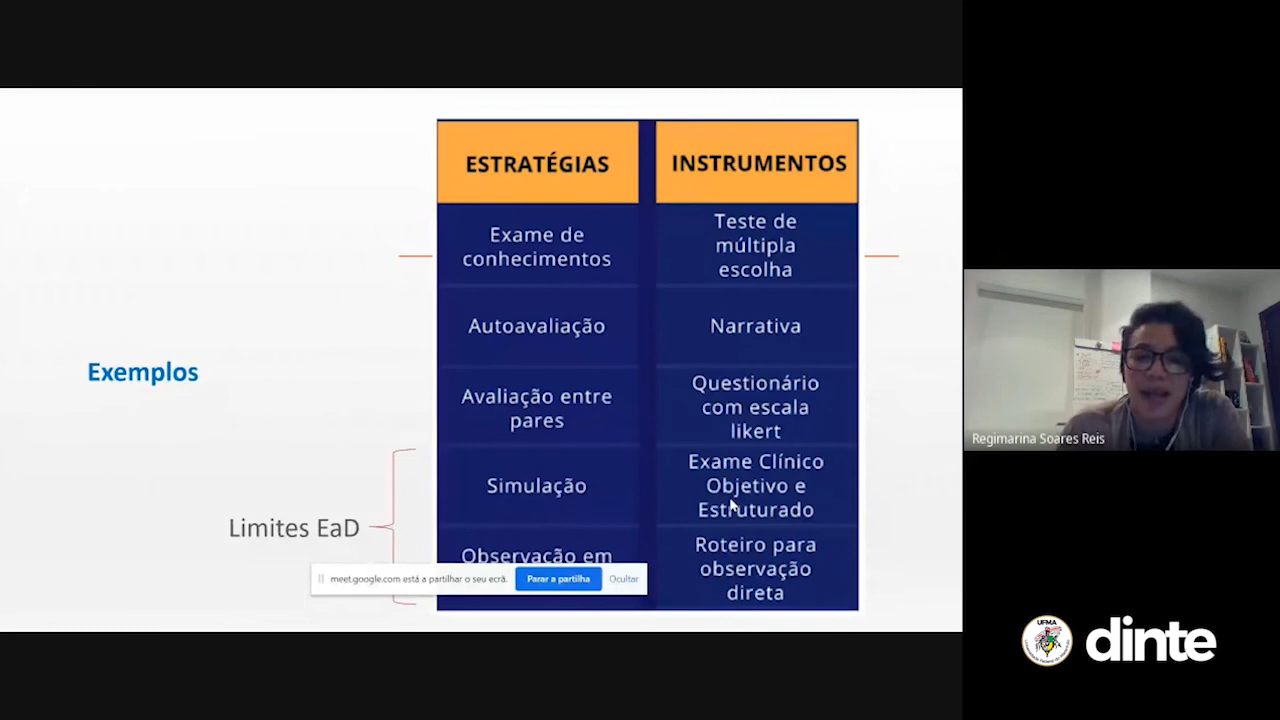 ESTRATÉGIAS
INSTRUMENTOS
Exame de
conhecimentos
Teste de
múltipla
escolha
Autoavaliação
Narrativa
Exemplos
Avaliação entre
pares
Questionário
com escala
likert
Simulação
Exame Clínico
Objetivo e
Estruturado
Limites EaD
Observação em
Roteiro para
observação
direta
meet.google.com está a partilhar o seu ecrã.
Parar a partilha
Ocultar
Regimarina Soares Reis
UFMA
dinte